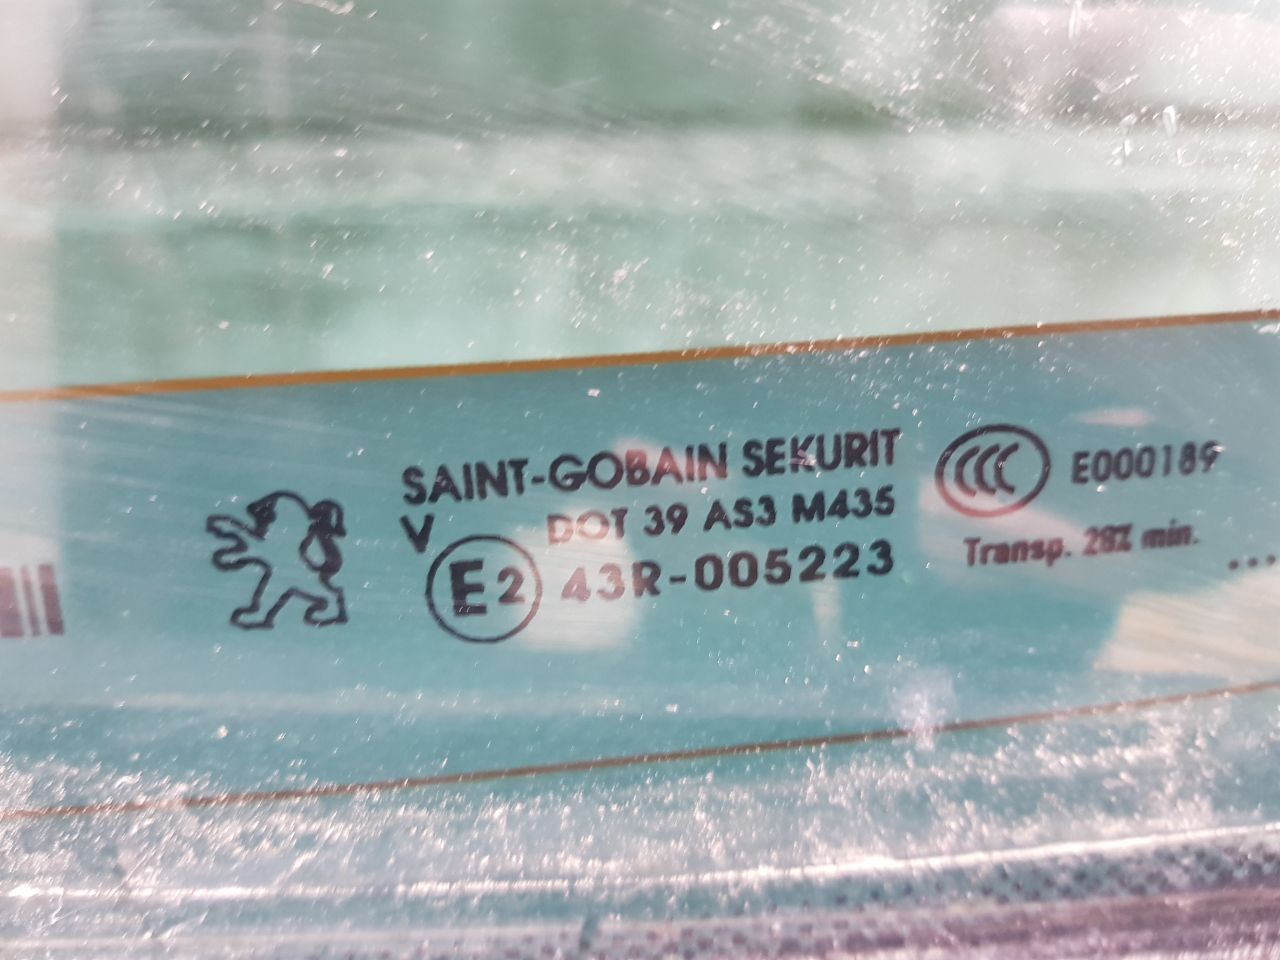 SAINT-GOBAIN SEKURIT
V DOT 39 AS3 M435
E2 43R-005223
CCC E000189
Transp. 28% min.
...